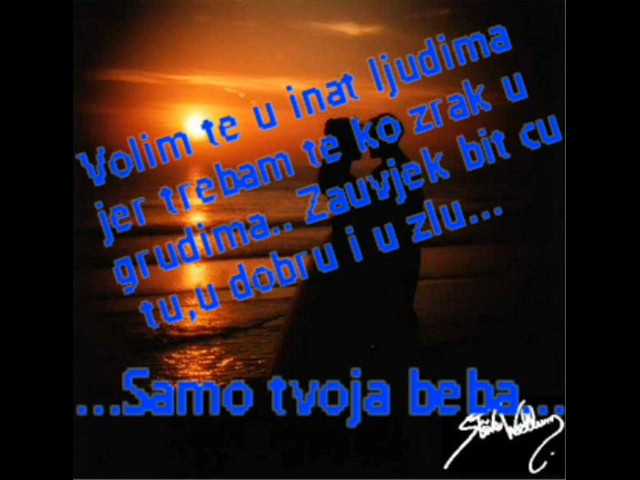 Volim te u inat ljudima
jer trebam te ko zrak u
grudima.. Zauvjek bit cu
tu,u dobru i u zlu...
...Samo tvoja beba...